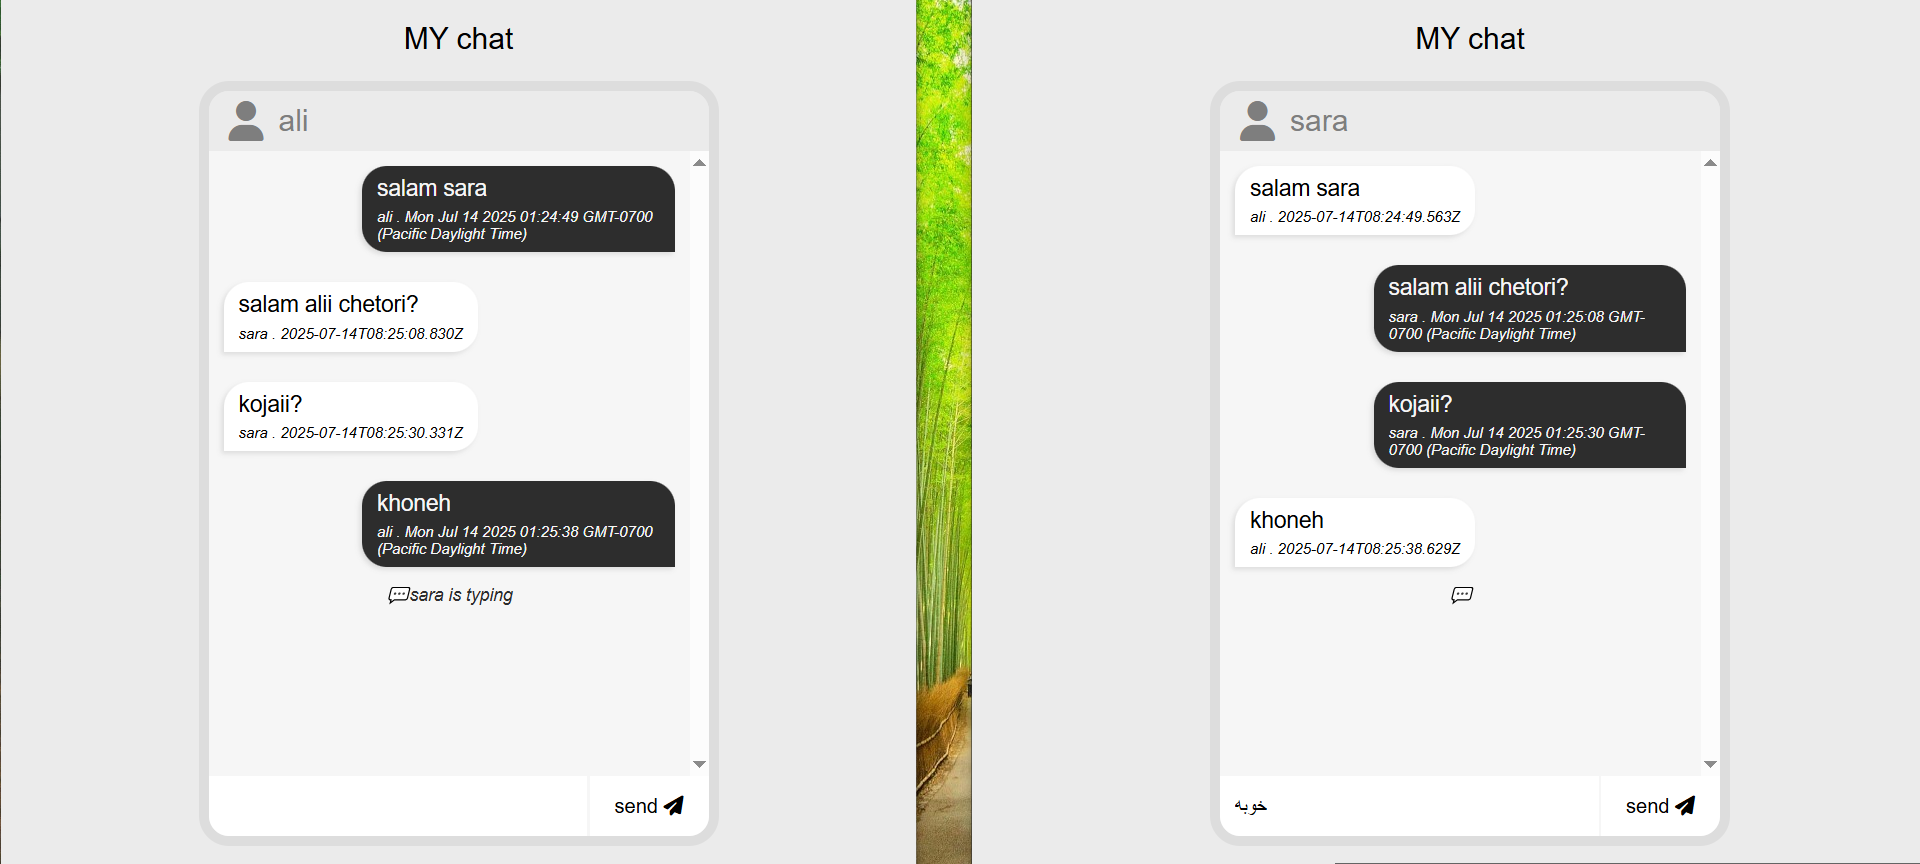 MY chat
ali
salam sara
ali . Mon Jul 14 2025 01:24:49 GMT-0700
(Pacific Daylight Time)
salam alii chetori?
sara . 2025-07-14T08:25:08.830Z
kojaii?
sara . 2025-07-14T08:25:30.331Z
khoneh
ali . Mon Jul 14 2025 01:25:38 GMT-0700
(Pacific Daylight Time)
sara is typing
send
MY chat
sara
salam sara
ali . 2025-07-14T08:24:49.563Z
salam alii chetori?
sara . Mon Jul 14 2025 01:25:08 GMT-
0700 (Pacific Daylight Time)
kojaii?
sara . Mon Jul 14 2025 01:25:30 GMT-
0700 (Pacific Daylight Time)
khoneh
ali . 2025-07-14T08:25:38.629Z
خوبه
send